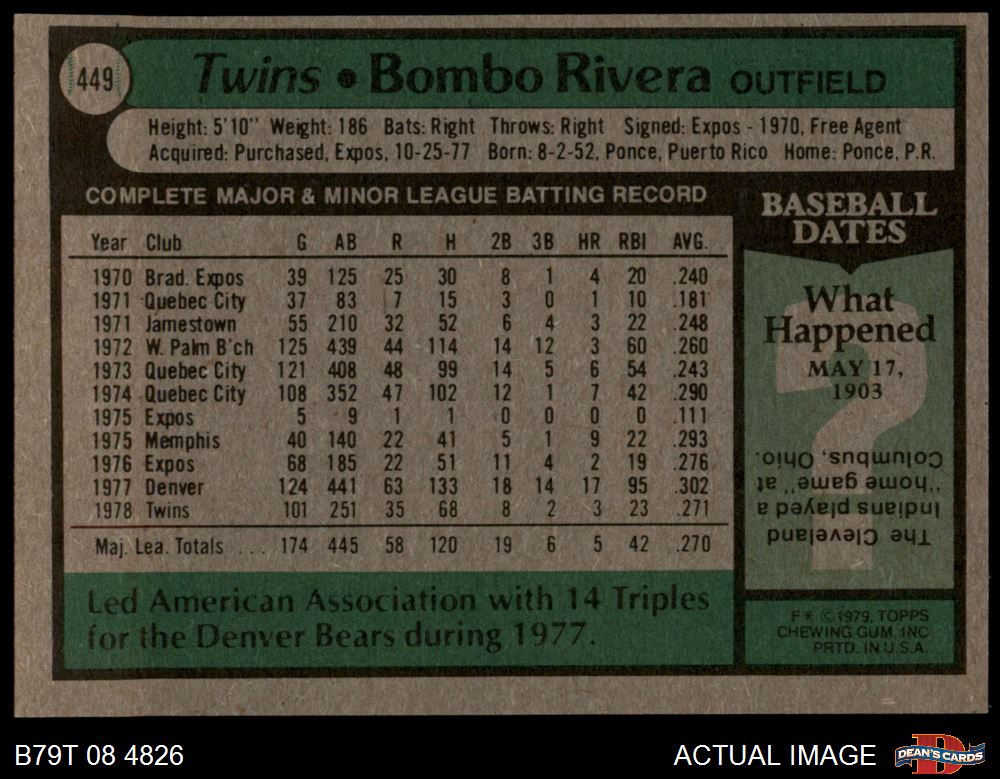 449
Twins • Bombo Rivera OUTFIELD
Height: 5'10" Weight: 186 Bats: Right Throws: Right Signed: Expos - 1970, Free Agent
Acquired: Purchased, Expos, 10-25-77 Born: 8-2-52, Ponce, Puerto Rico Home: Ponce, P.R.
COMPLETE MAJOR & MINOR LEAGUE BATTING RECORD
Year Club G AB R H 2B 3B HR RBI AVG.
1970 Brad. Expos 39 125 25 30 8 1 4 20 .240
1971 Quebec City 37 83 7 15 3 0 1 10 .181
1971 Jamestown 55 210 32 52 6 4 3 22 .248
1972 W. Palm B'ch 125 439 44 114 14 12 3 60 .260
1973 Quebec City 121 408 48 99 14 5 6 54 .243
1974 Quebec City 108 352 47 102 12 1 7 42 .290
1975 Expos 5 9 1 1 0 0 0 0 .111
1975 Memphis 40 140 22 41 5 1 9 22 .293
1976 Expos 68 185 22 51 11 4 2 19 .276
1977 Denver 124 441 63 133 18 14 17 95 .302
1978 Twins 101 251 35 68 8 2 3 23 .271
Maj. Lea. Totals . . . 174 445 58 120 19 6 5 42 .270
Led American Association with 14 Triples
for the Denver Bears during 1977.
BASEBALL
DATES
What
Happened
MAY 17,
1903
?
The Cleveland
Indians played a
"home game" at
Columbus, Ohio.
F* © 1979, TOPPS
CHEWING GUM, INC
PRTD. IN U.S.A.
B79T 08 4826
ACTUAL IMAGE
DEAN'S CARDS